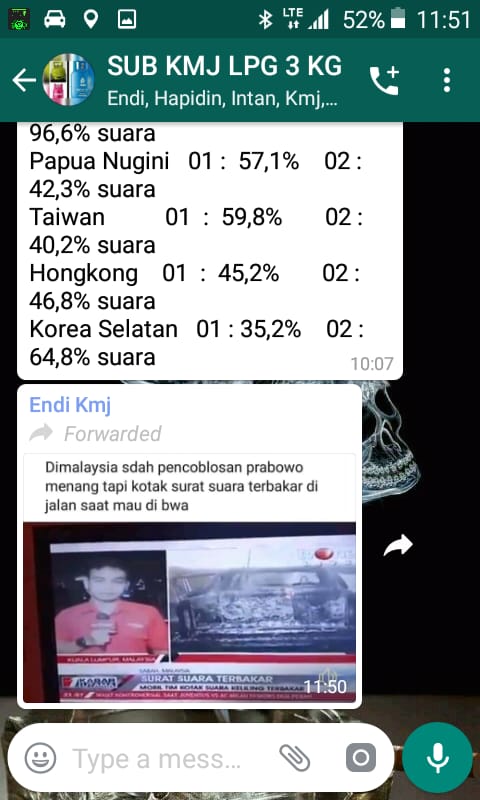 LTE
52%
11:51
SUB KMJ LPG 3 KG
Endi, Hapidin, Intan, Kmj,...
96,6% suara
Papua Nugini 01 : 57,1% 02 :
42,3% suara
Taiwan 01 : 59,8% 02 :
40,2% suara
Hongkong 01 : 45,2% 02 :
46,8% suara
Korea Selatan 01 : 35,2% 02 :
64,8% suara
10:07
Endi Kmj
Forwarded
Dimalaysia sdah pencoblosan prabowo
menang tapi kotak surat suara terbakar di
jalan saat mau di bwa
KUALA LUMPUR, MALAYSIA
SABAH, MALAYSIA
KABAR
SURAT SUARA TERBAKAR
MOBIL TIM KOTAK SUARA KELILING TERBAKAR
11:50
Type a mess...